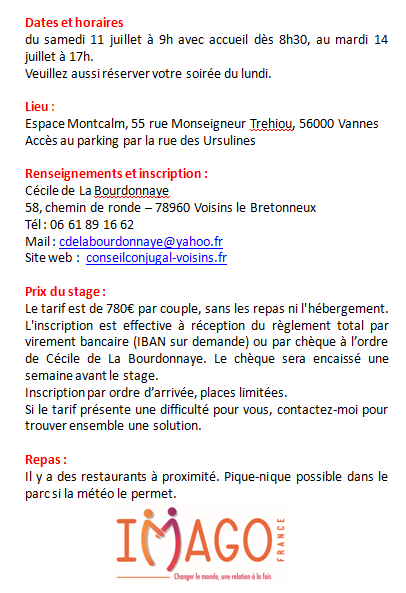 Dates et horaires
du samedi 11 juillet à 9h avec accueil dès 8h30, au mardi 14
juillet à 17h.
Veuillez aussi réserver votre soirée du lundi.
Lieu :
Espace Montcalm, 55 rue Monseigneur Trehiou, 56000 Vannes
Accès au parking par la rue des Ursulines
Renseignements et inscription :
Cécile de La Bourdonnaye
58, chemin de ronde – 78960 Voisins le Bretonneux
Tél : 06 61 89 16 62
Mail : cdelabourdonnaye@yahoo.fr
Site web : conseilconjugal-voisins.fr
Prix du stage :
Le tarif est de 780€ par couple, sans les repas ni l'hébergement.
L'inscription est effective à réception du règlement total par
virement bancaire (IBAN sur demande) ou par chèque à l’ordre
de Cécile de La Bourdonnaye. Le chèque sera encaissé une
semaine avant le stage.
Inscription par ordre d’arrivée, places limitées.
Si le tarif présente une difficulté pour vous, contactez-moi pour
trouver ensemble une solution.
Repas :
Il y a des restaurants à proximité. Pique-nique possible dans le
parc si la météo le permet.
IMAGO
FRANCE
Changer le monde, une relation à la fois